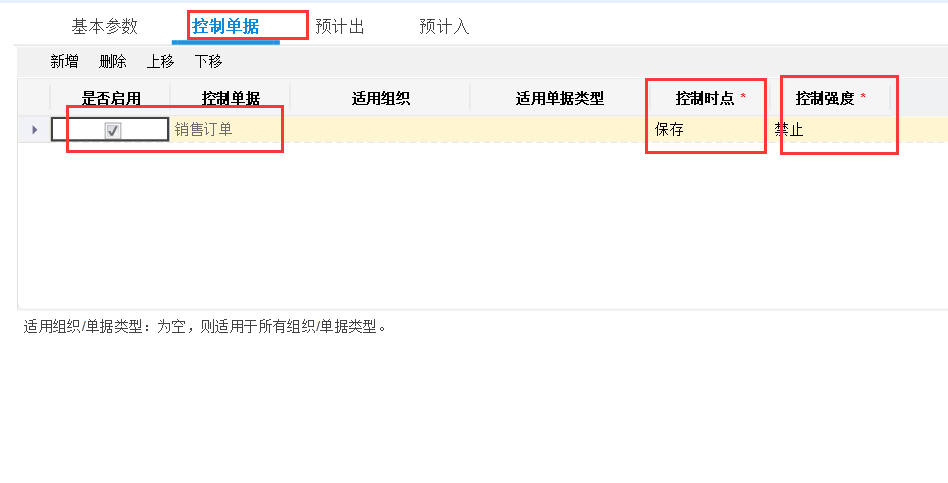 基本参数 控制单据 预计出 预计入
新增 删除 上移 下移
是否启用 控制单据 适用组织 适用单据类型 控制时点 * 控制强度 *
销售订单 保存 禁止
适用组织/单据类型：为空，则适用于所有组织/单据类型。